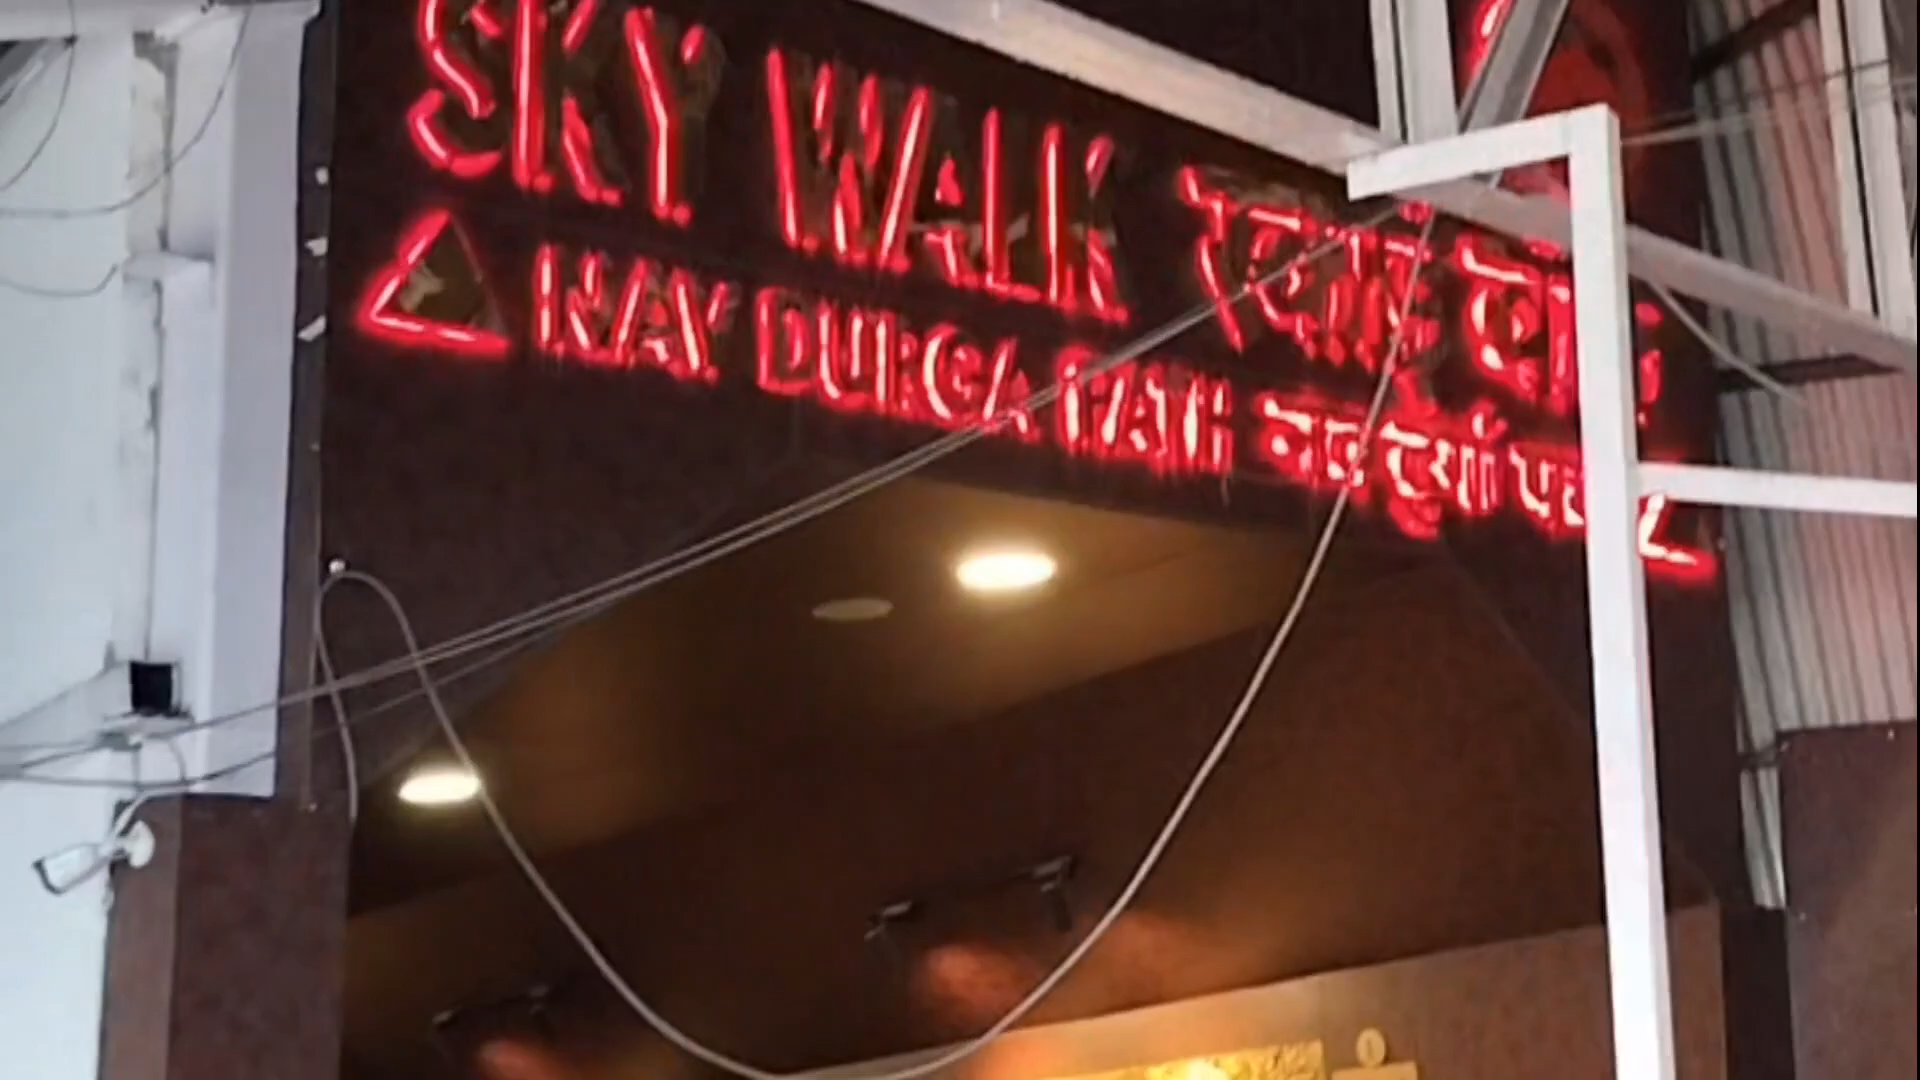 SKY WALK स्काई वॉक
NAV DURGA PATH नव दुर्गा पथ